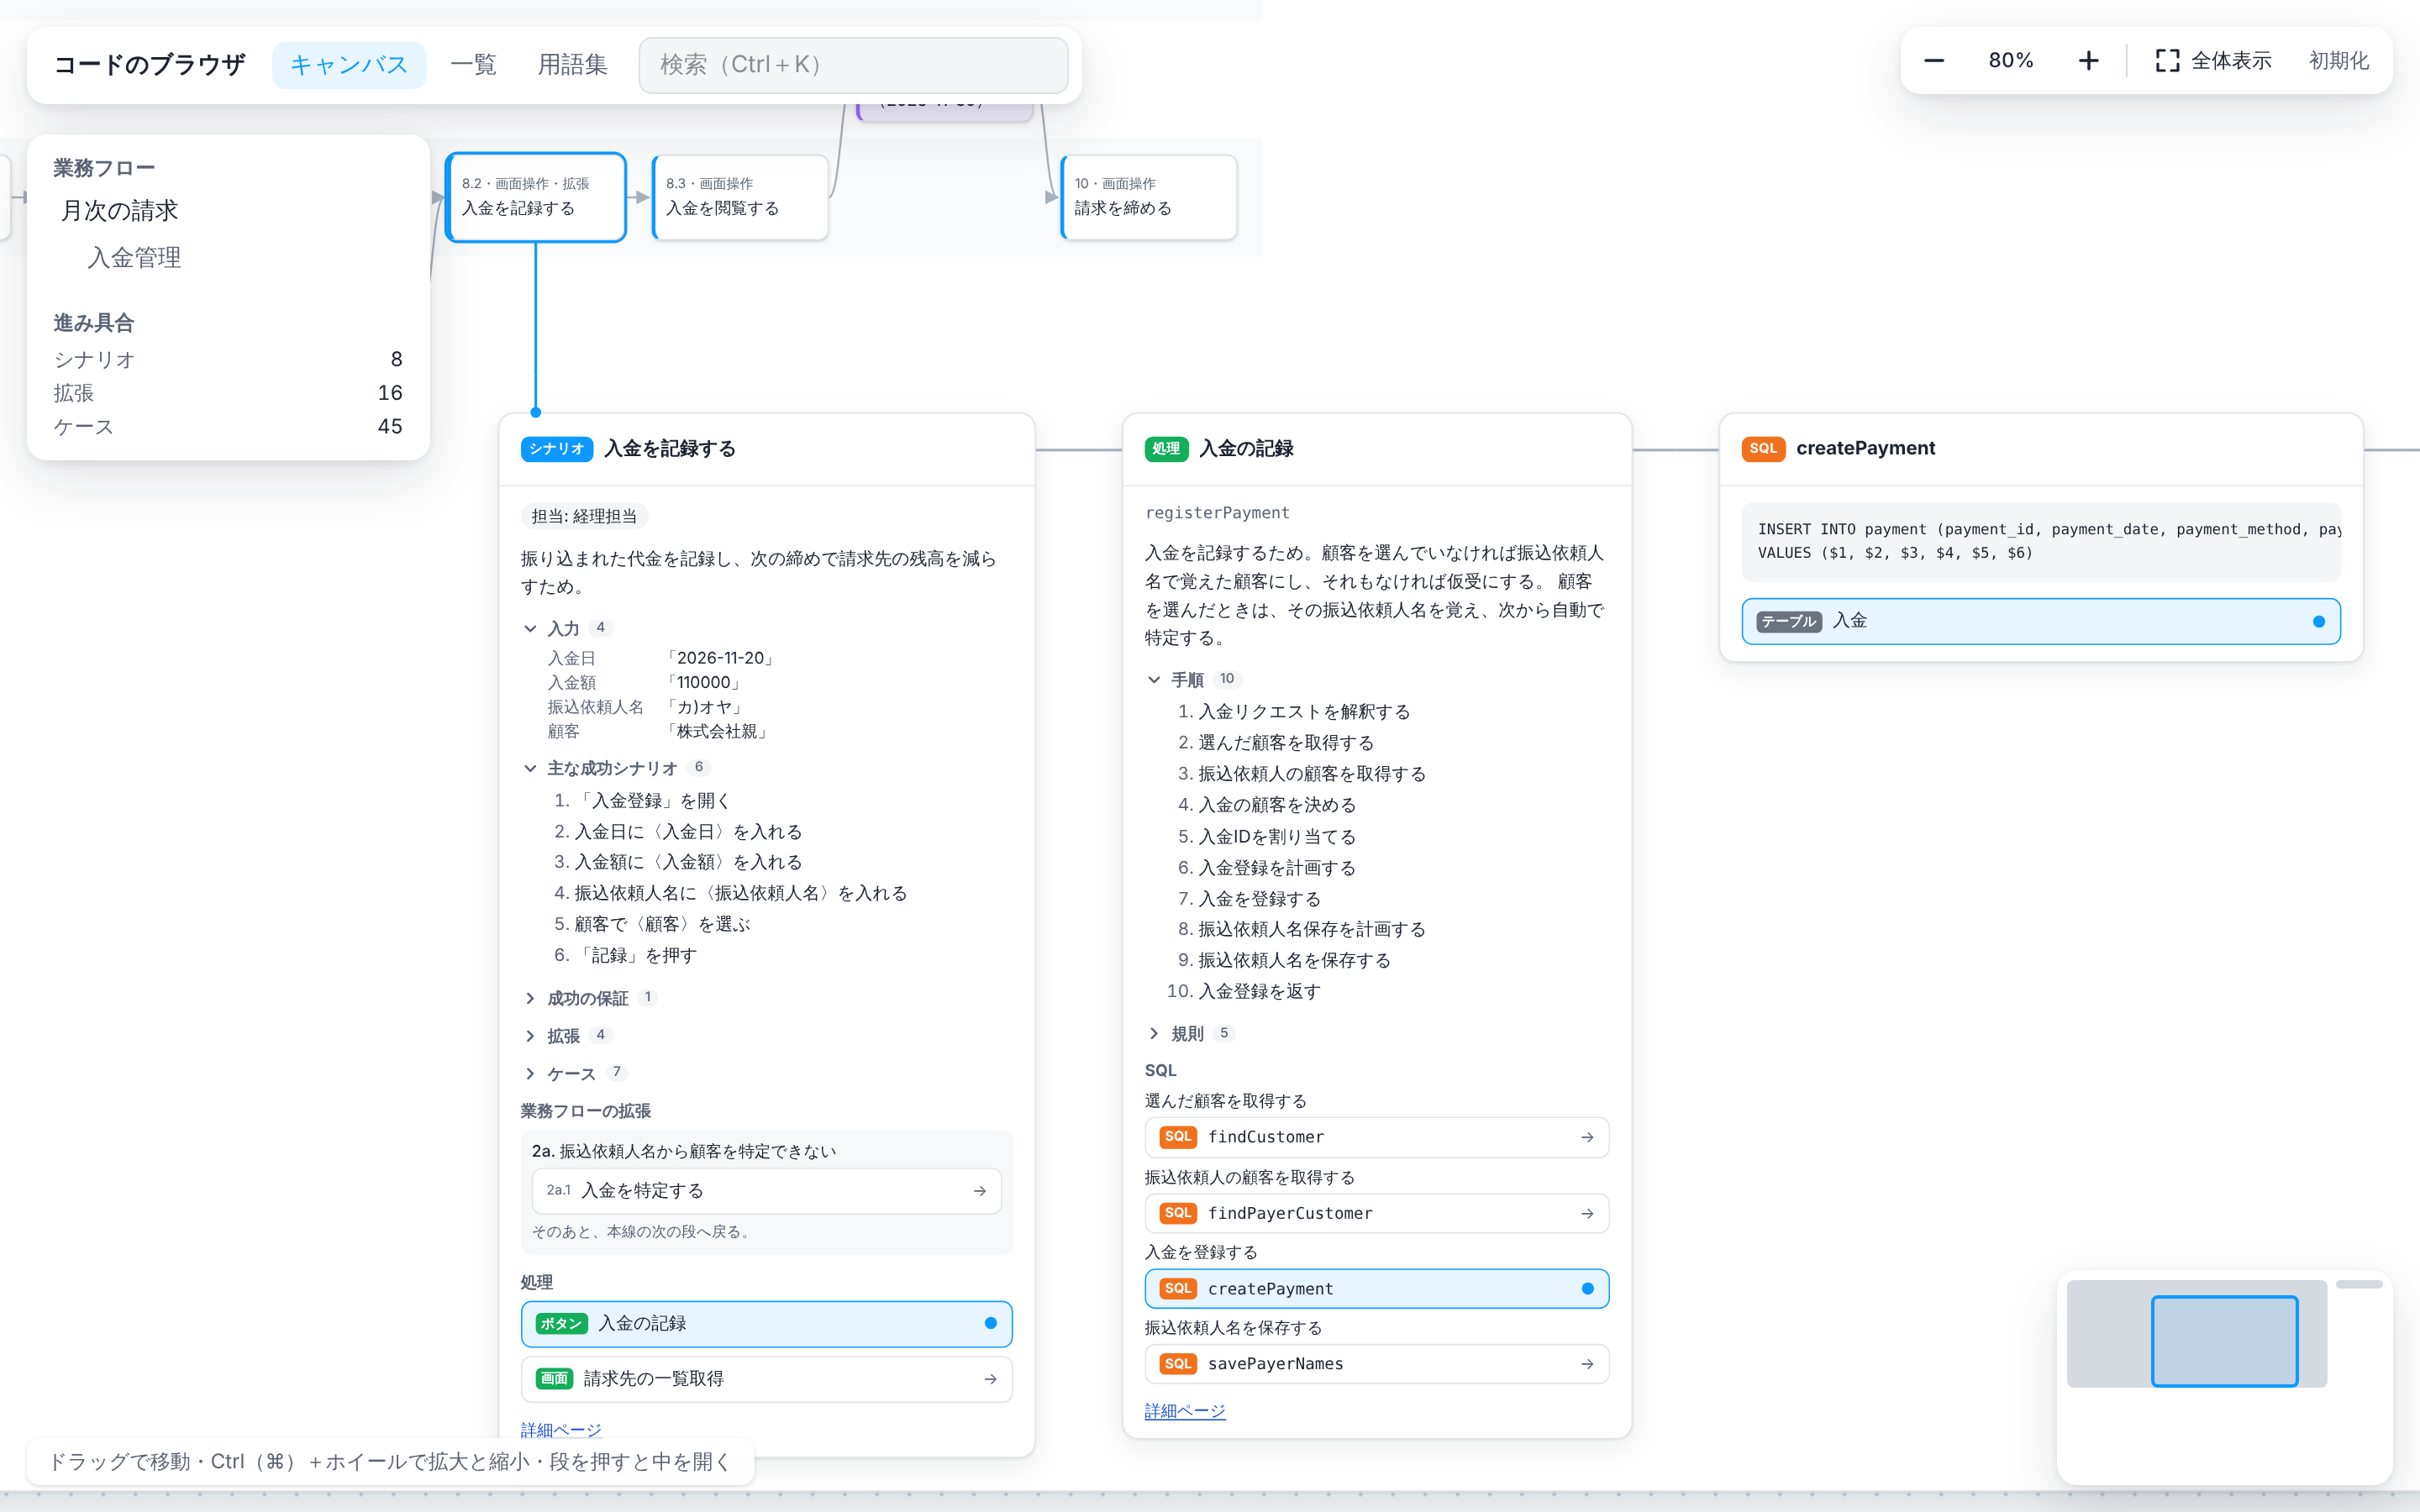 コードのブラウザ
キャンバス
一覧
用語集
検索（Ctrl＋K）
80%
全体表示
初期化
業務フロー
月次の請求
入金管理
進み具合
シナリオ 8
拡張 16
ケース 45
8.2・画面操作・拡張
入金を記録する
8.3・画面操作
入金を閲覧する
10・画面操作
請求を締める
シナリオ 入金を記録する
担当: 経理担当
振り込まれた代金を記録し、次の締めで請求先の残高を減ら
すため。
入力 4
入金日 「2026-11-20」
入金額 「110000」
振込依頼人名 「カ)オヤ」
顧客 「株式会社親」
主な成功シナリオ 6
1. 「入金登録」を開く
2. 入金日に〈入金日〉を入れる
3. 入金額に〈入金額〉を入れる
4. 振込依頼人名に〈振込依頼人名〉を入れる
5. 顧客で〈顧客〉を選ぶ
6. 「記録」を押す
成功の保証 1
拡張 4
ケース 7
業務フローの拡張
2a. 振込依頼人名から顧客を特定できない
2a.1 入金を特定する →
そのあと、本線の次の段へ戻る。
処理
ボタン 入金の記録
画面 請求先の一覧取得 →
詳細ページ
処理 入金の記録
registerPayment
入金を記録するため。顧客を選んでいなければ振込依頼人
名で覚えた顧客にし、それもなければ仮受にする。 顧客
を選んだときは、その振込依頼人名を覚え、次から自動で
特定する。
手順 10
1. 入金リクエストを解釈する
2. 選んだ顧客を取得する
3. 振込依頼人の顧客を取得する
4. 入金の顧客を決める
5. 入金IDを割り当てる
6. 入金登録を計画する
7. 入金を登録する
8. 振込依頼人名保存を計画する
9. 振込依頼人名を保存する
10. 入金登録を返す
規則 5
SQL
選んだ顧客を取得する
SQL findCustomer →
振込依頼人の顧客を取得する
SQL findPayerCustomer →
入金を登録する
SQL createPayment
振込依頼人名を保存する
SQL savePayerNames →
詳細ページ
SQL createPayment
INSERT INTO payment (payment_id, payment_date, payment_method, pay
VALUES ($1, $2, $3, $4, $5, $6)
テーブル 入金
ドラッグで移動・Ctrl（⌘）＋ホイールで拡大と縮小・段を押すと中を開く